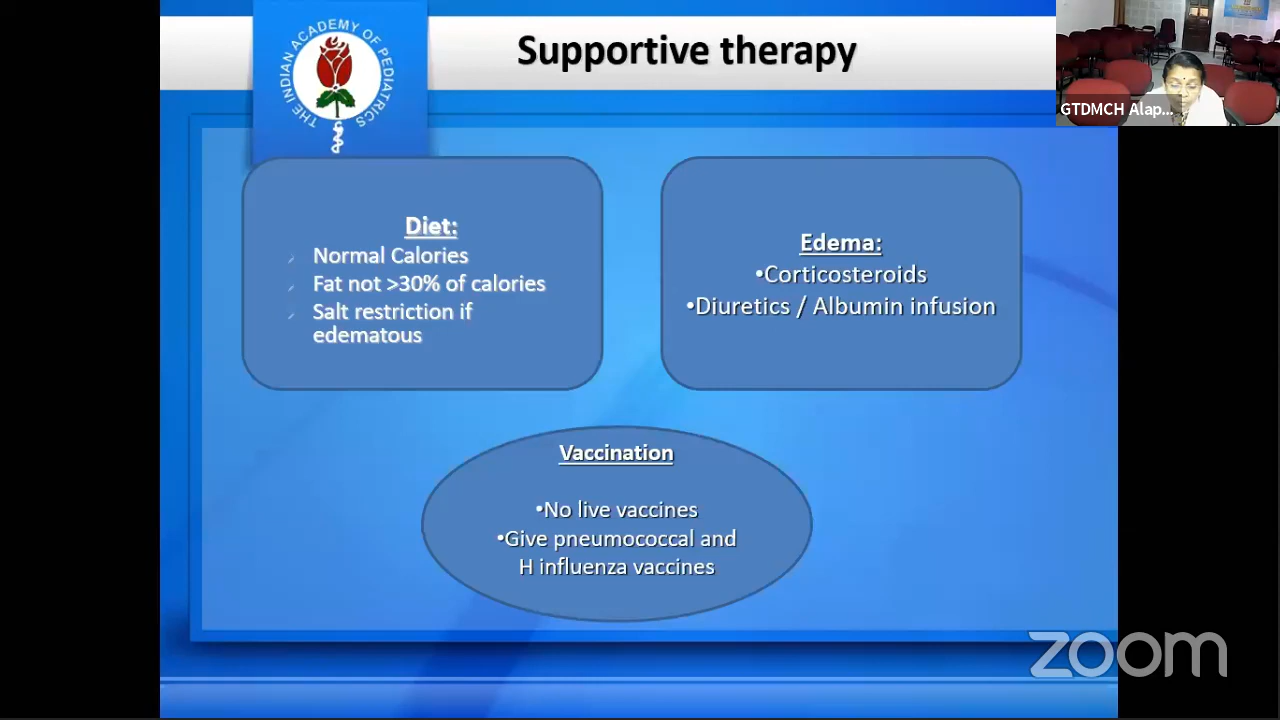 THE INDIAN ACADEMY OF PEDIATRICS
Supportive therapy
GTDMCH Alap...
Diet:
Normal Calories
Fat not >30% of calories
Salt restriction if
edematous
Edema:
•Corticosteroids
•Diuretics / Albumin infusion
Vaccination
•No live vaccines
•Give pneumococcal and
H influenza vaccines
zoom